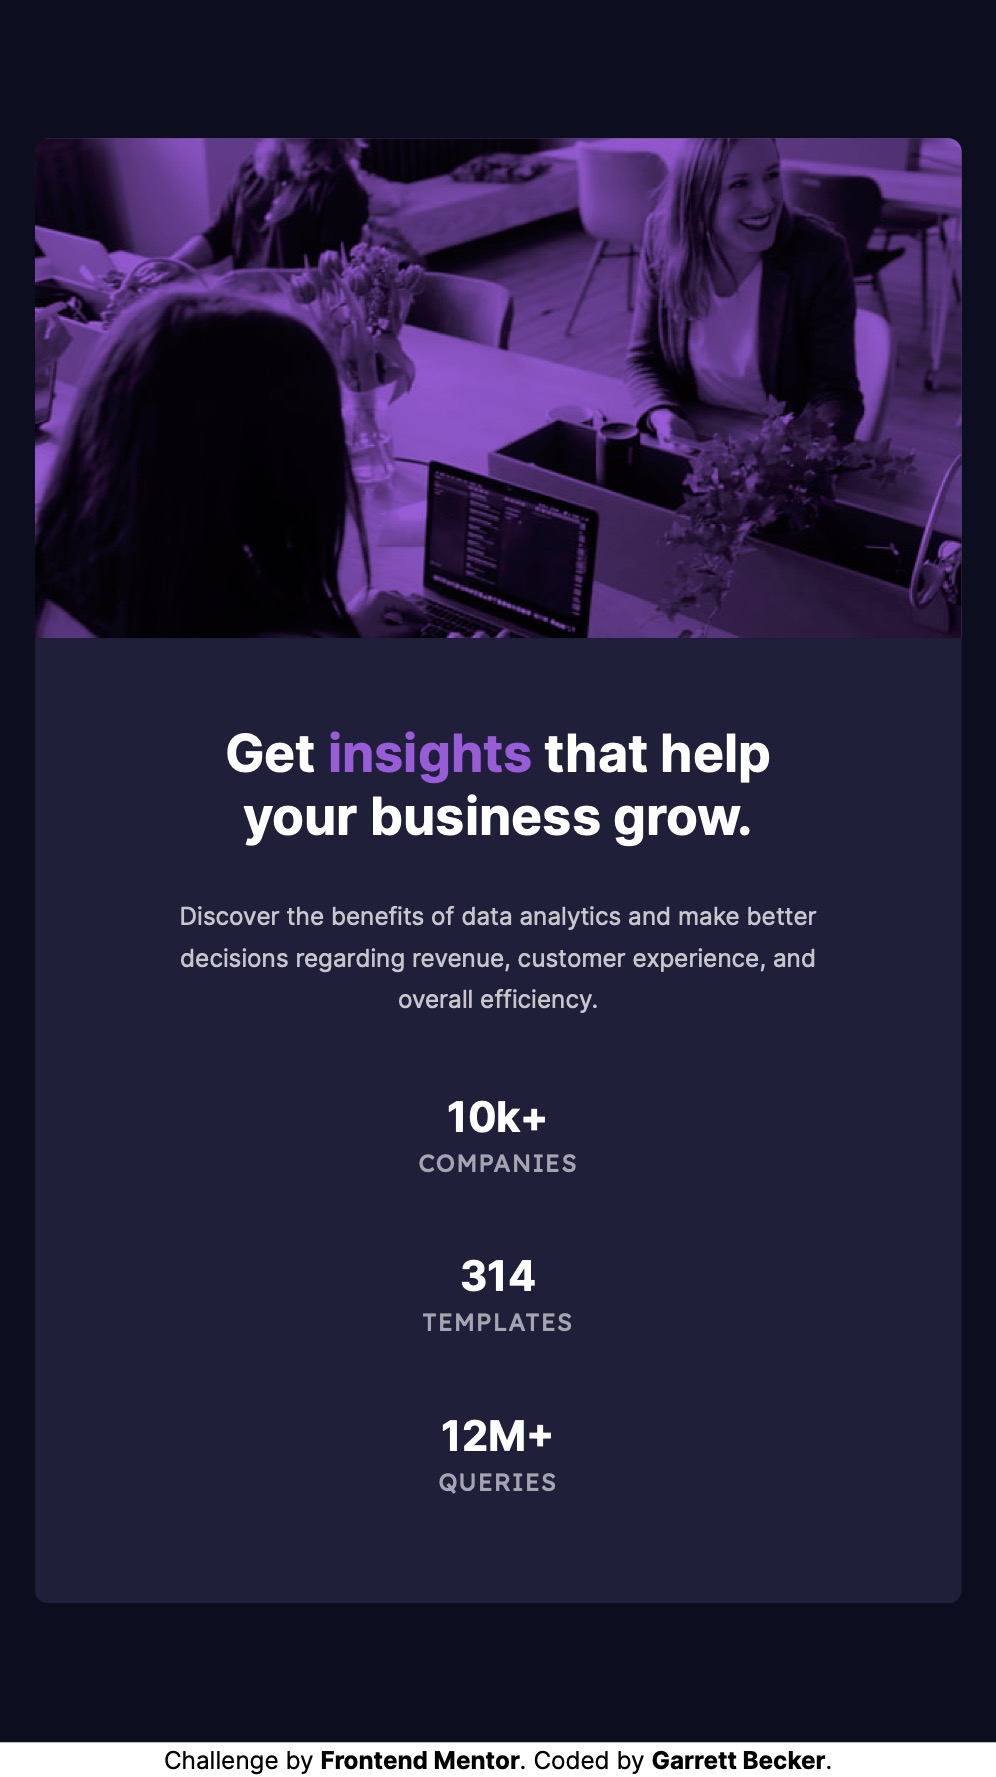 Get insights that help
your business grow.
Discover the benefits of data analytics and make better
decisions regarding revenue, customer experience, and
overall efficiency.
10k+
COMPANIES
314
TEMPLATES
12M+
QUERIES
Challenge by Frontend Mentor. Coded by Garrett Becker.